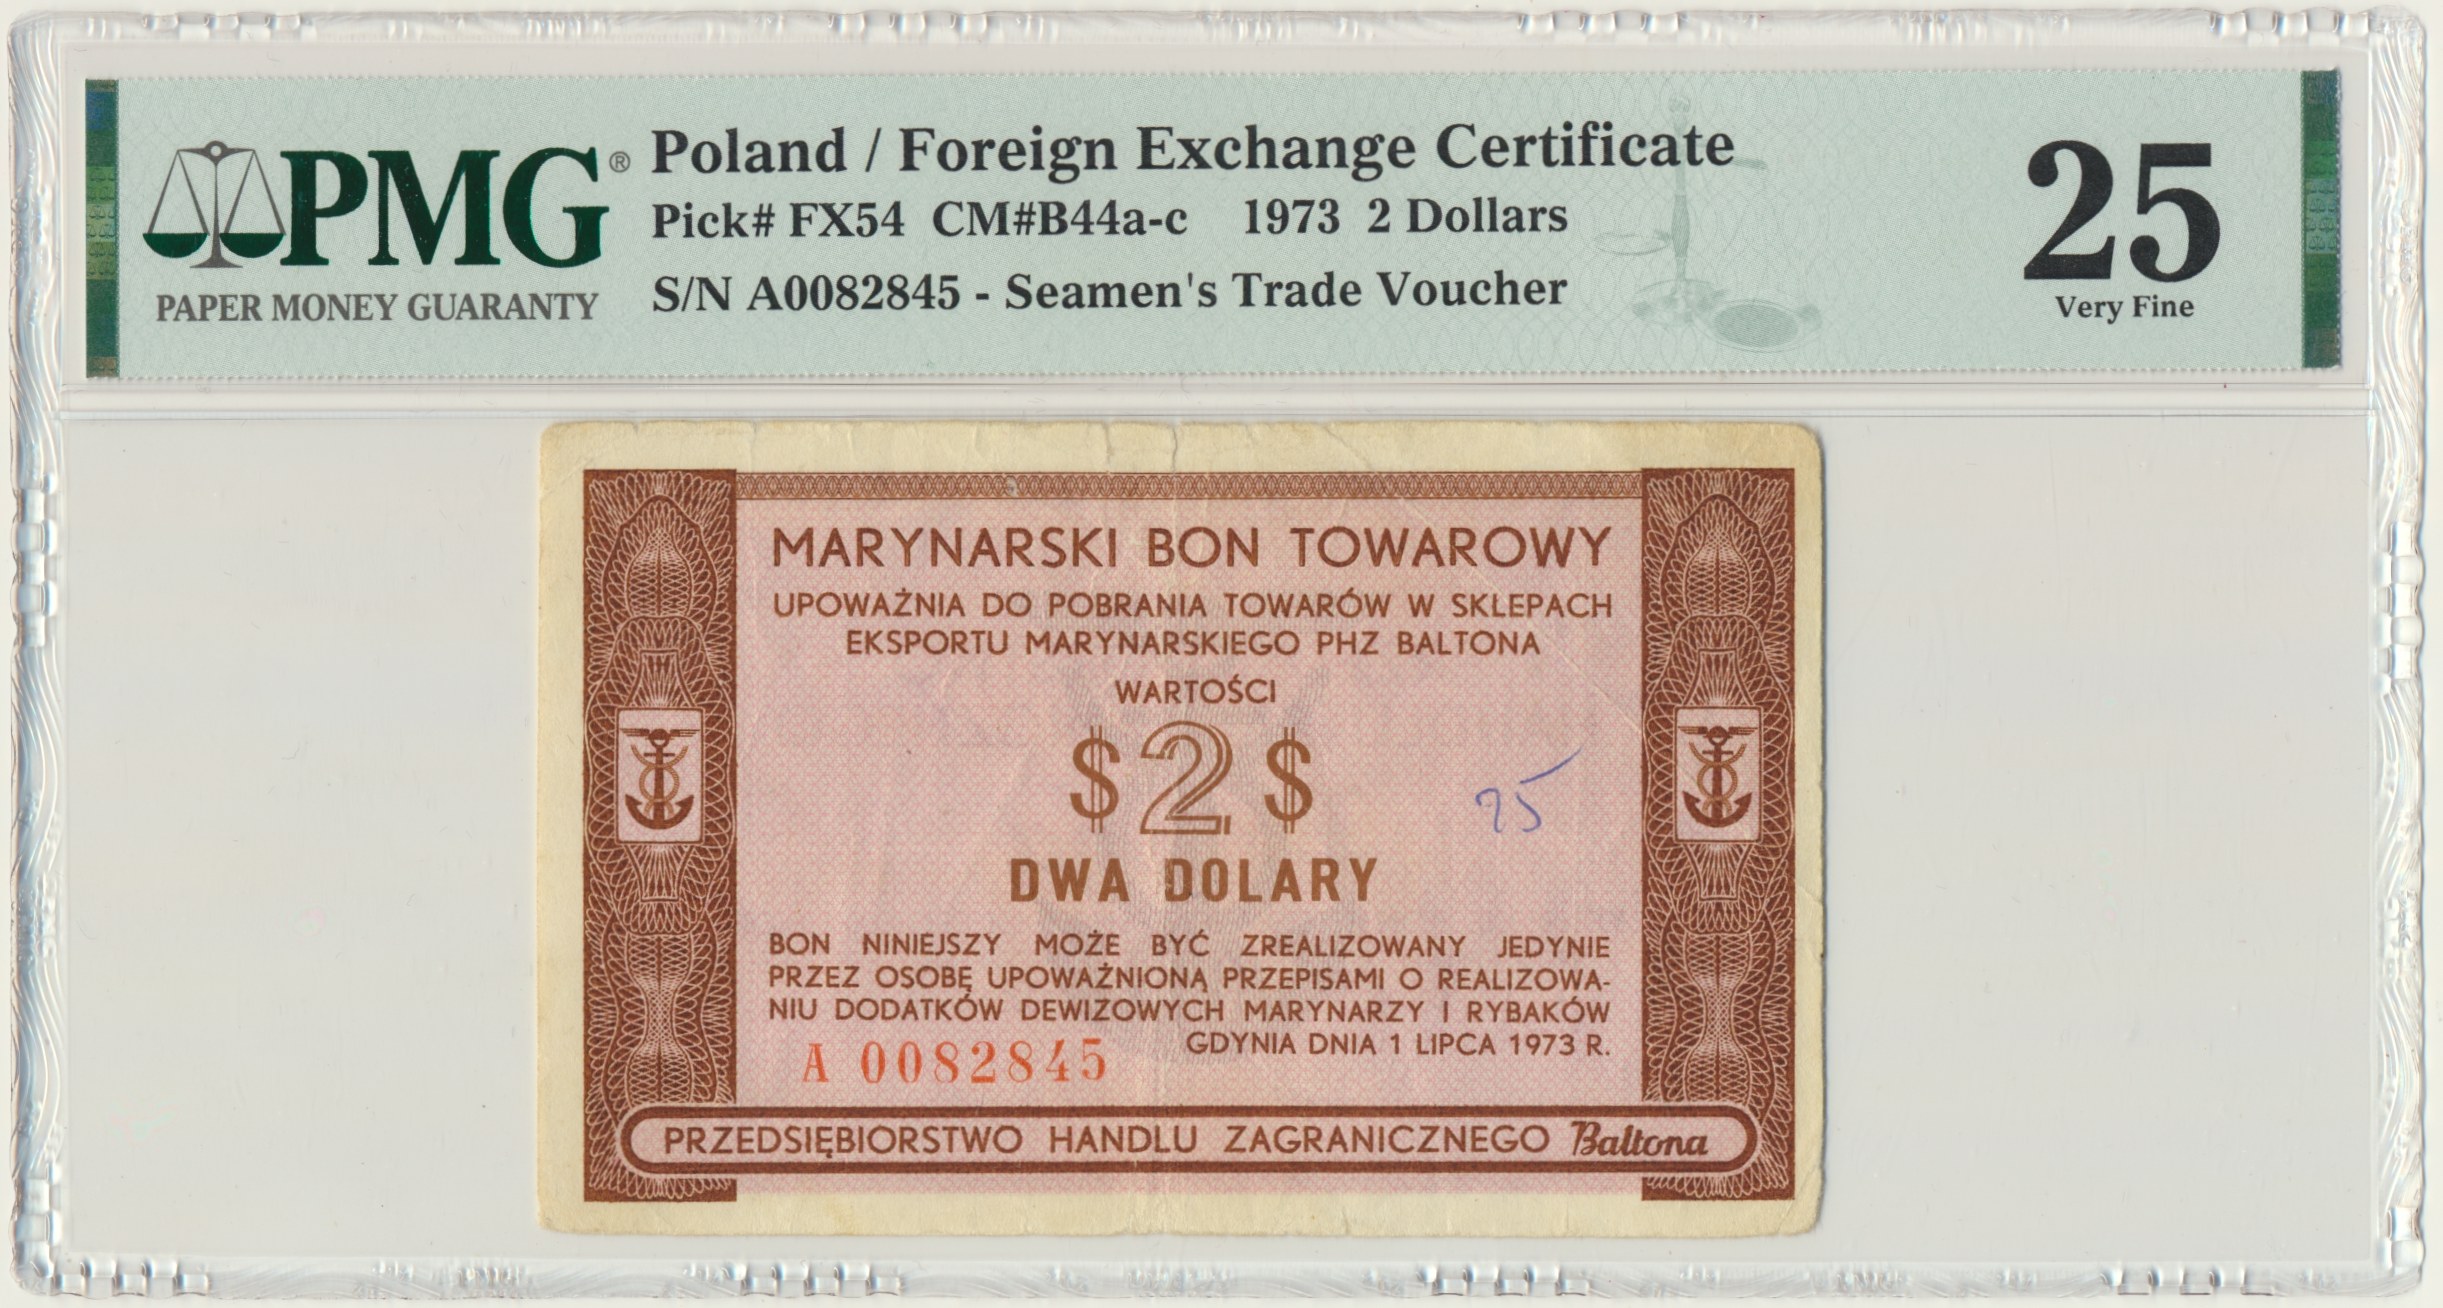 PMG®
PAPER MONEY GUARANTY
Poland / Foreign Exchange Certificate
Pick# FX54 CM#B44a-c 1973 2 Dollars
S/N A0082845 - Seamen's Trade Voucher
25
Very Fine
MARYNARSKI BON TOWAROWY
UPOWAŻNIA DO POBRANIA TOWARÓW W SKLEPACH
EKSPORTU MARYNARSKIEGO PHZ BALTONA
WARTOŚCI
$ 2 $
DWA DOLARY
BON NINIEJSZY MOŻE BYĆ ZREALIZOWANY JEDYNIE
PRZEZ OSOBĘ UPOWAŻNIONĄ PRZEPISAMI O REALIZOWA-
NIU DODATKÓW DEWIZOWYCH MARYNARZY I RYBAKÓW
GDYNIA DNIA 1 LIPCA 1973 R.
A 0082845
PRZEDSIĘBIORSTWO HANDLU ZAGRANICZNEGO Baltona